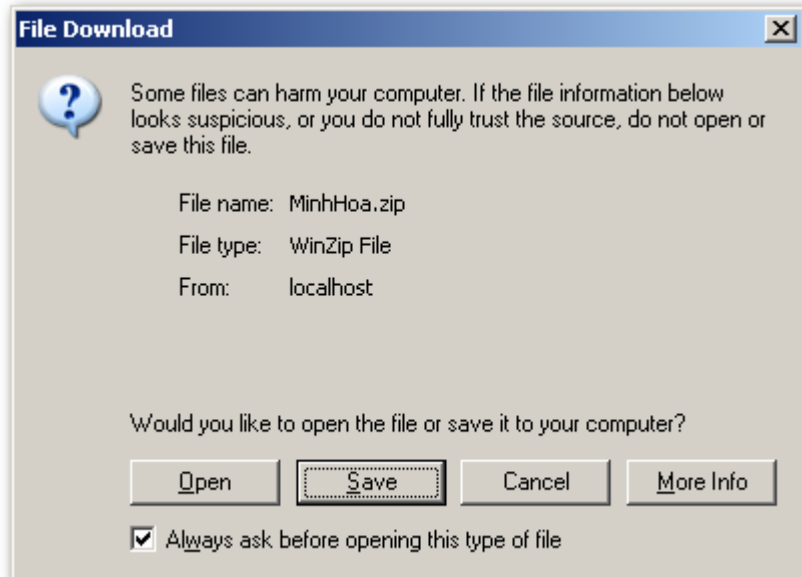 File Download
Some files can harm your computer. If the file information below
looks suspicious, or you do not fully trust the source, do not open or
save this file.
File name: MinhHoa.zip
File type: WinZip File
From: localhost
Would you like to open the file or save it to your computer?
Open Save Cancel More Info
Always ask before opening this type of file